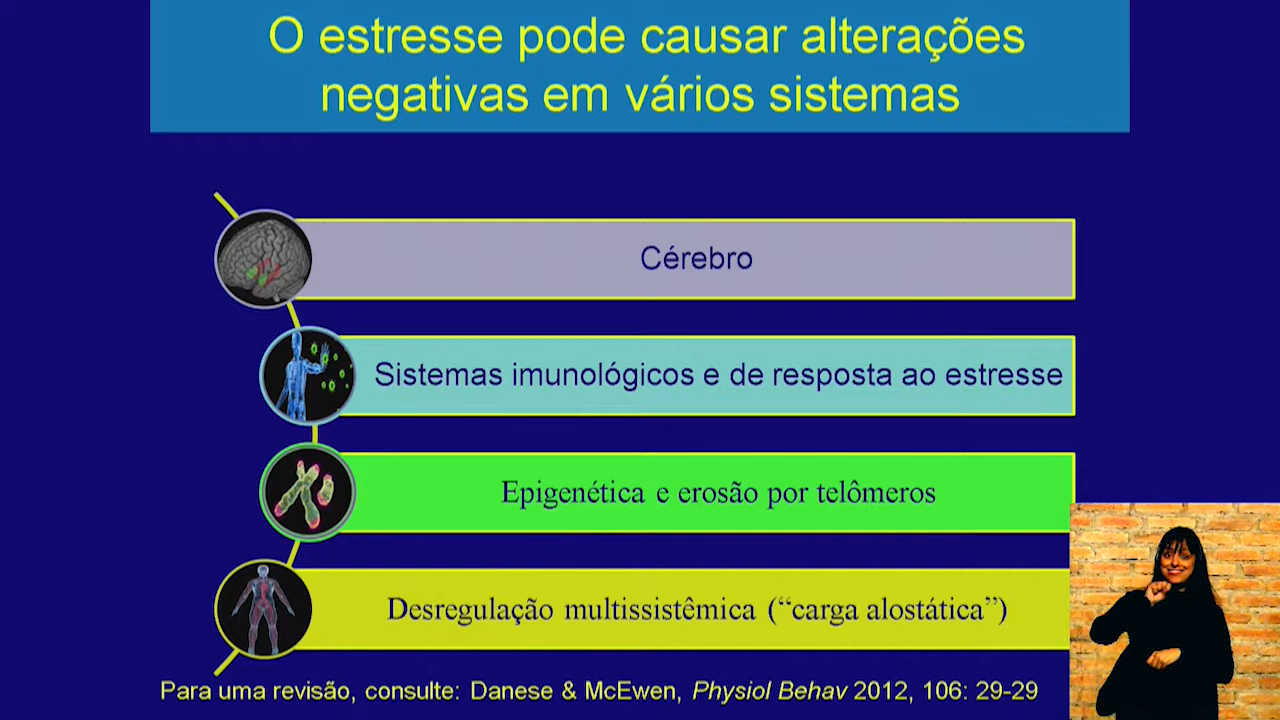 O estresse pode causar alterações
negativas em vários sistemas
Cérebro
Sistemas imunológicos e de resposta ao estresse
Epigenética e erosão por telômeros
Desregulação multissistêmica (“carga alostática”)
Para uma revisão, consulte: Danese & McEwen, Physiol Behav 2012, 106: 29-29